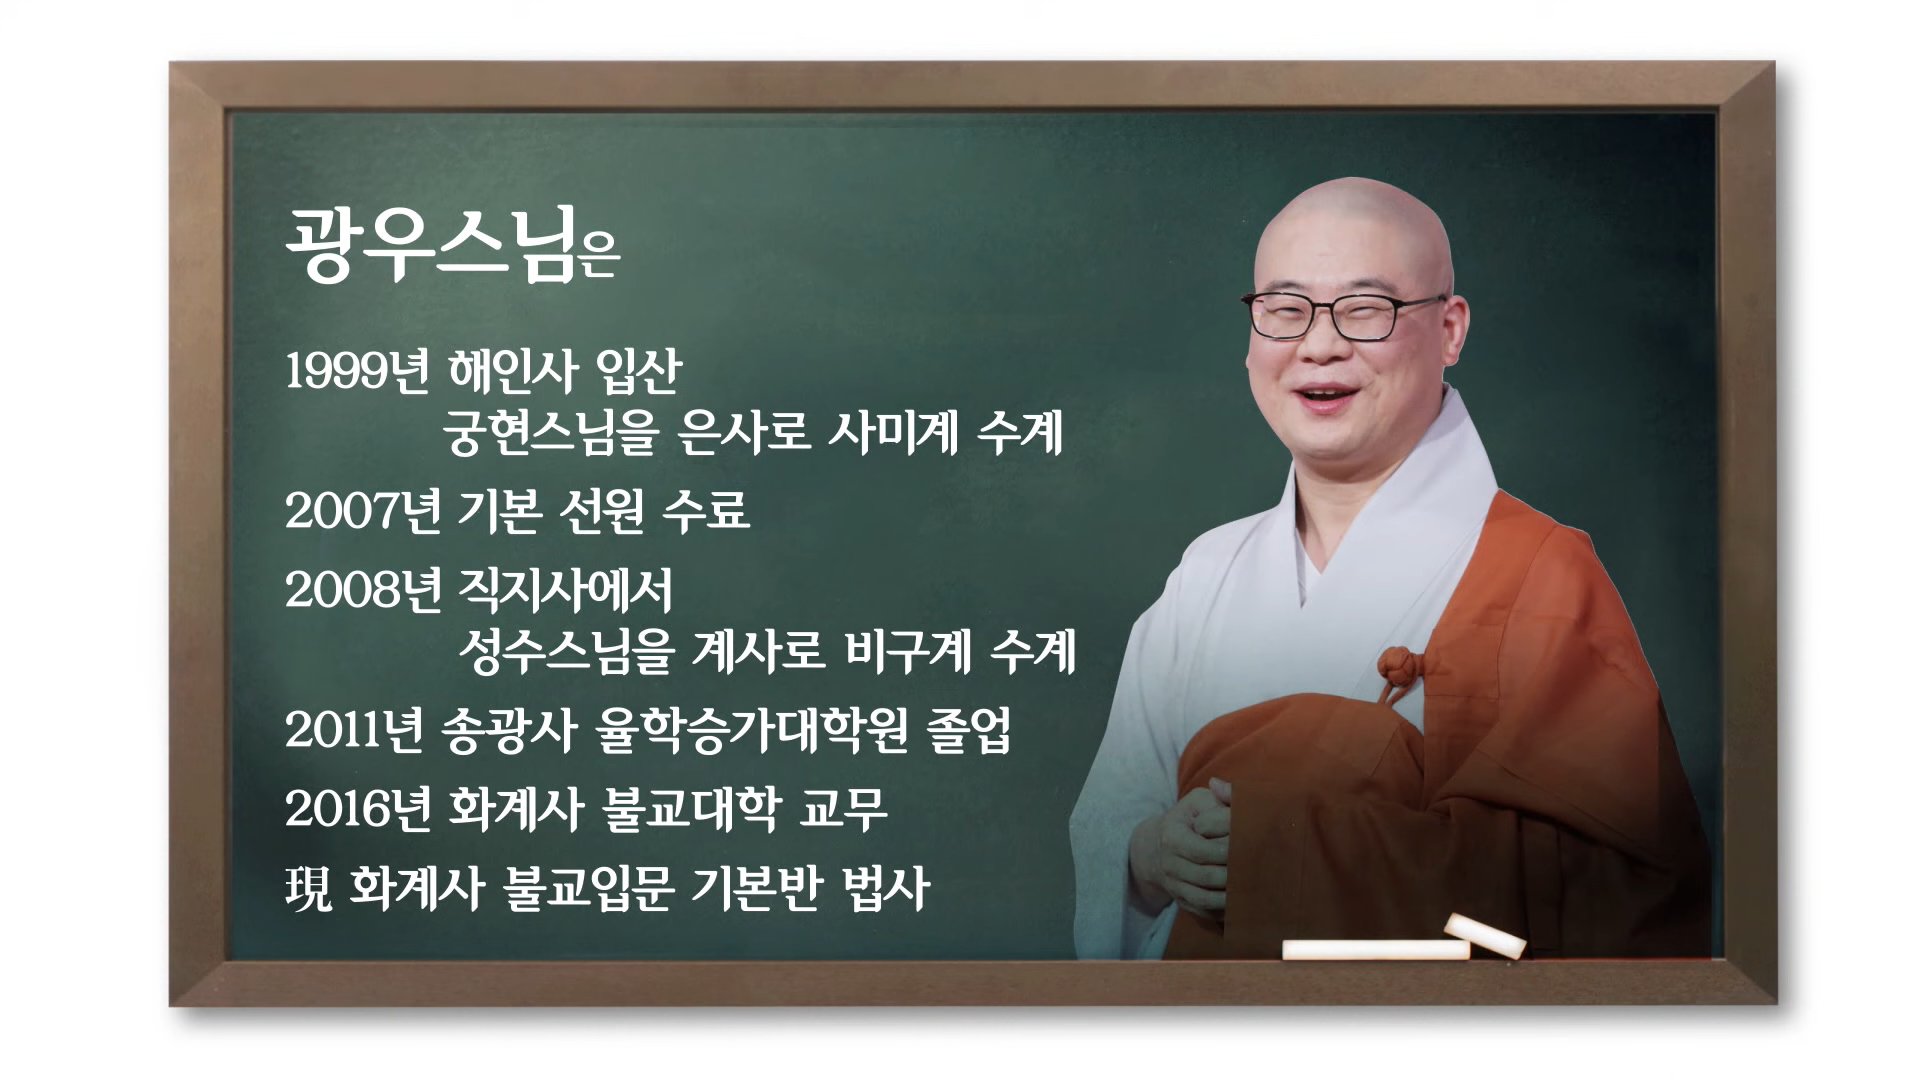 광우스님은
1999년 해인사 입산
궁현스님을 은사로 사미계 수계
2007년 기본 선원 수료
2008년 직지사에서
성수스님을 계사로 비구계 수계
2011년 송광사 율학승가대학원 졸업
2016년 화계사 불교대학 교무
現 화계사 불교입문 기본반 법사